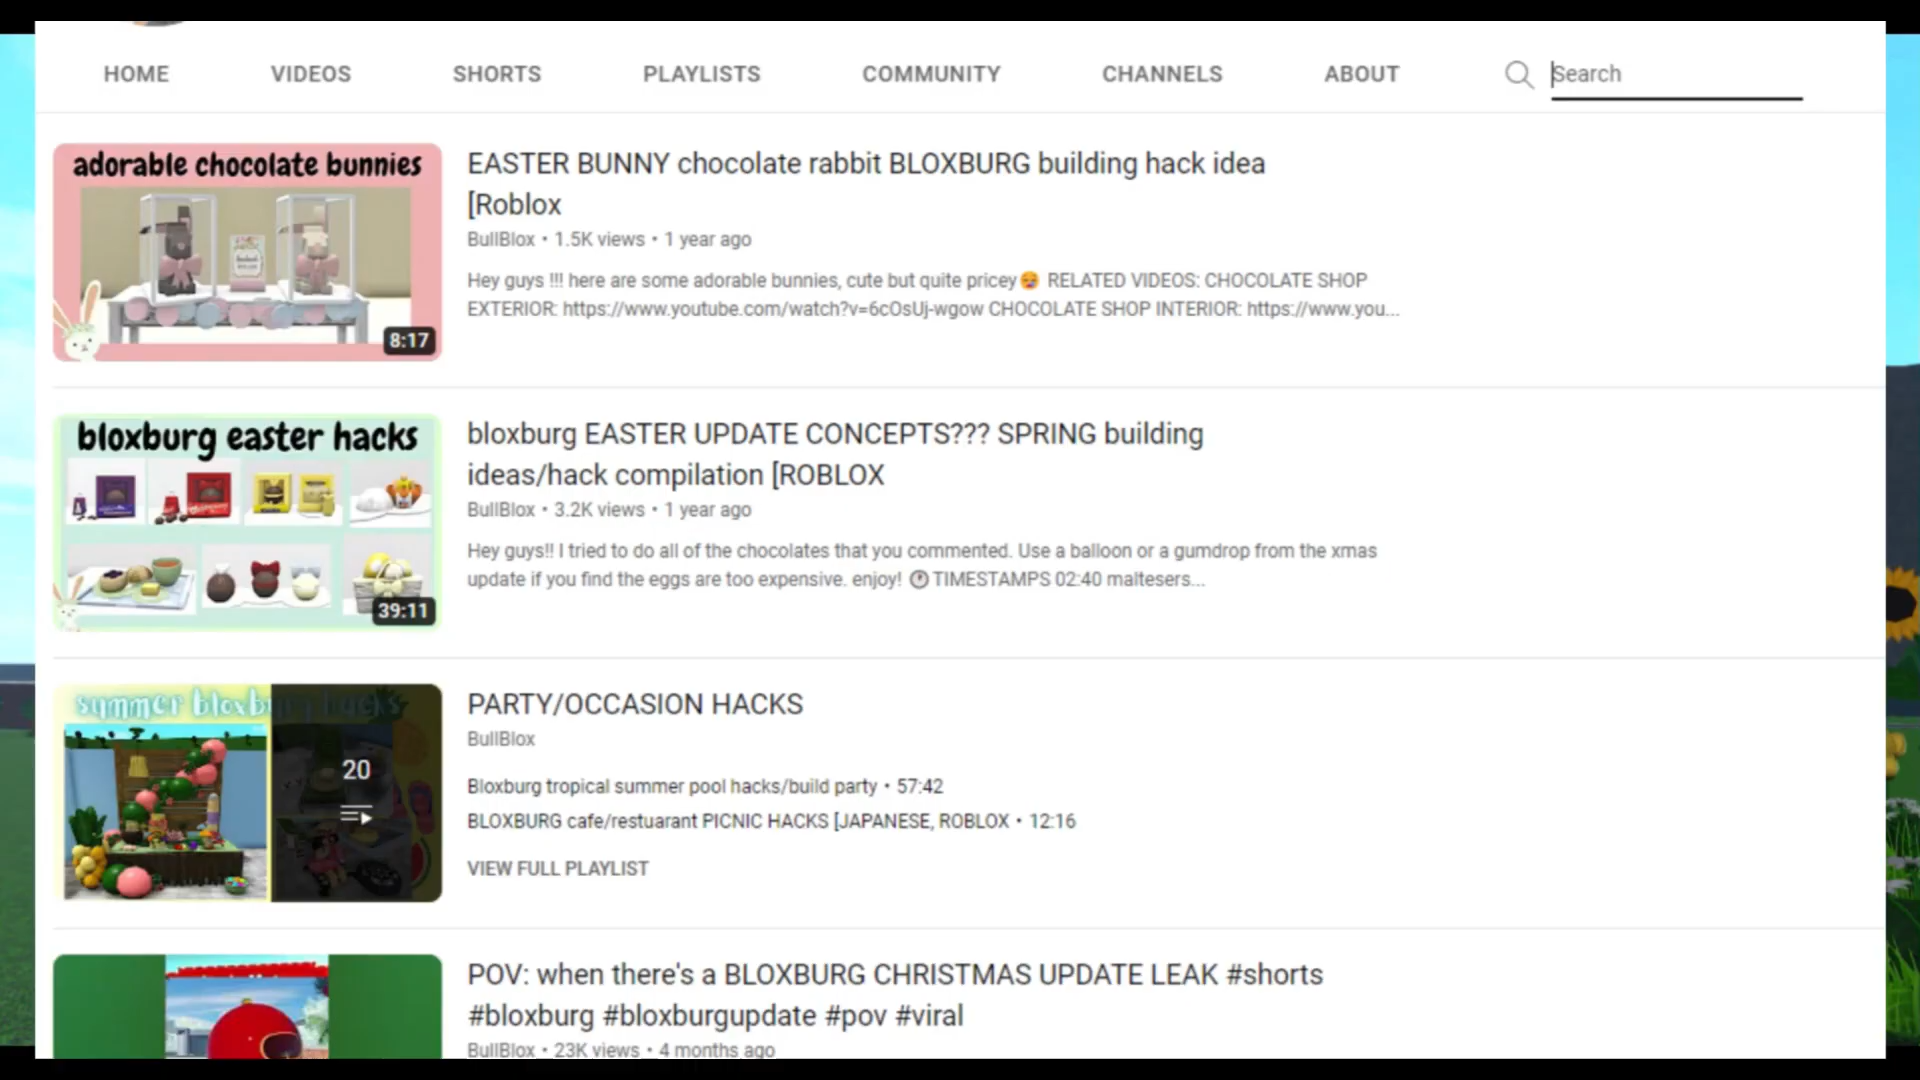 HOME VIDEOS SHORTS PLAYLISTS COMMUNITY CHANNELS ABOUT Search
adorable chocolate bunnies
8:17
EASTER BUNNY chocolate rabbit BLOXBURG building hack idea
[Roblox
BullBlox • 1.5K views • 1 year ago
Hey guys !!! here are some adorable bunnies, cute but quite pricey🥵 RELATED VIDEOS: CHOCOLATE SHOP
EXTERIOR: https://www.youtube.com/watch?v=6cOsUj-wgow CHOCOLATE SHOP INTERIOR: https://www.you...
bloxburg easter hacks
39:11
bloxburg EASTER UPDATE CONCEPTS??? SPRING building
ideas/hack compilation [ROBLOX
BullBlox • 3.2K views • 1 year ago
Hey guys!! I tried to do all of the chocolates that you commented. Use a balloon or a gumdrop from the xmas
update if you find the eggs are too expensive. enjoy! 🕐 TIMESTAMPS 02:40 maltesers...
summer bloxburg hacks
20
PARTY/OCCASION HACKS
BullBlox
Bloxburg tropical summer pool hacks/build party • 57:42
BLOXBURG cafe/restuarant PICNIC HACKS [JAPANESE, ROBLOX • 12:16
VIEW FULL PLAYLIST
POV: when there's a BLOXBURG CHRISTMAS UPDATE LEAK #shorts
#bloxburg #bloxburgupdate #pov #viral
BullBlox • 23K views • 4 months ago